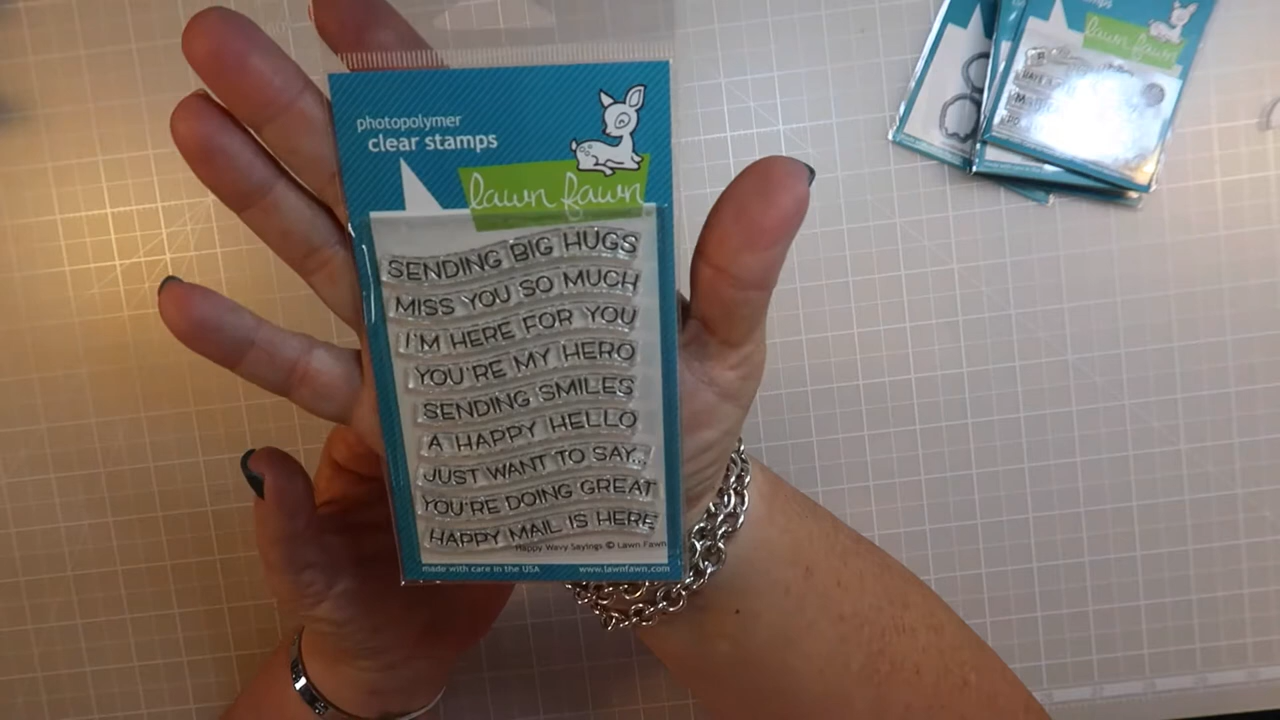 photopolymer
clear stamps
lawn fawn
SENDING BIG HUGS
MISS YOU SO MUCH
I'M HERE FOR YOU
YOU'RE MY HERO
SENDING SMILES
A HAPPY HELLO
JUST WANT TO SAY...
YOU'RE DOING GREAT
HAPPY MAIL IS HERE
Happy Wavy Sayings © Lawn Fawn
made with care in the USA
www.lawnfawn.com
lawn fawn